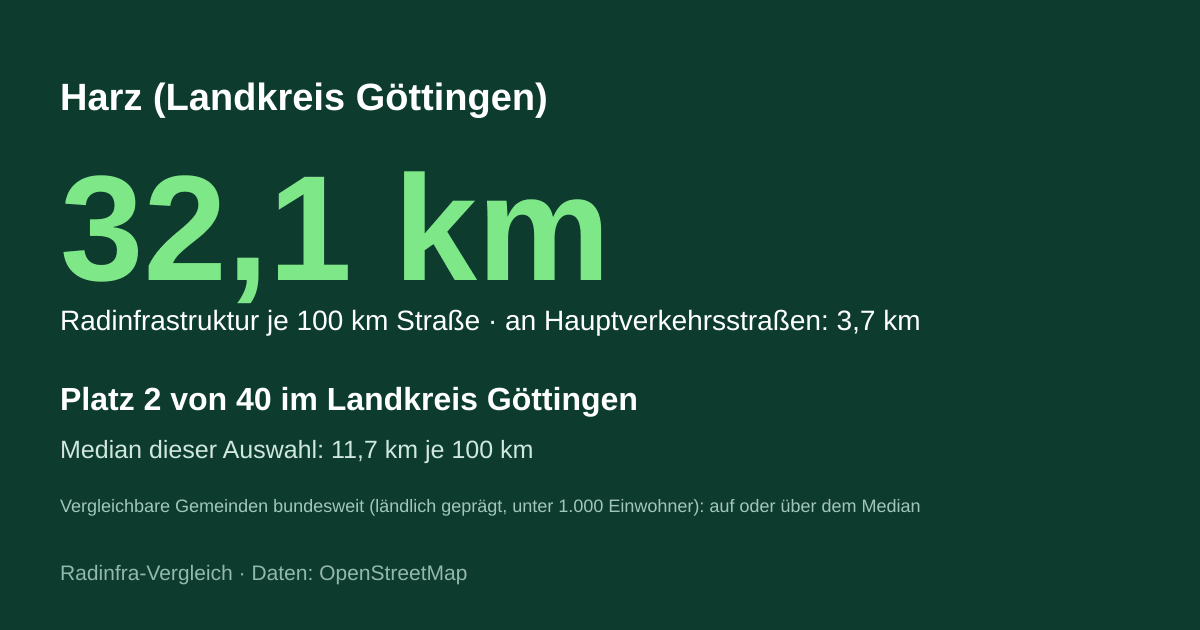 Harz (Landkreis Göttingen)
32,1 km
Radinfrastruktur je 100 km Straße · an Hauptverkehrsstraßen: 3,7 km
Platz 2 von 40 im Landkreis Göttingen
Median dieser Auswahl: 11,7 km je 100 km
Vergleichbare Gemeinden bundesweit (ländlich geprägt, unter 1.000 Einwohner): auf oder über dem Median
Radinfra-Vergleich · Daten: OpenStreetMap